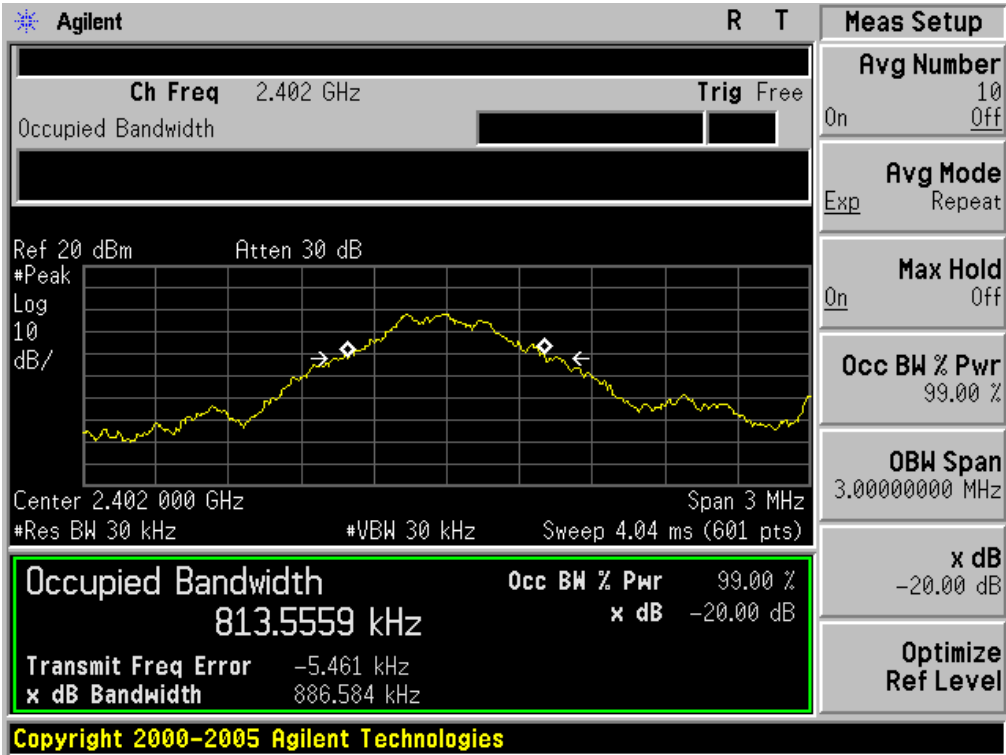 Agilent R T
Ch Freq 2.402 GHz Trig Free
Occupied Bandwidth
Ref 20 dBm Atten 30 dB
#Peak
Log
10
dB/
Center 2.402 000 GHz Span 3 MHz
#Res BW 30 kHz #VBW 30 kHz Sweep 4.04 ms (601 pts)
Occupied Bandwidth
813.5559 kHz
Occ BW % Pwr 99.00 %
x dB -20.00 dB
Transmit Freq Error -5.461 kHz
x dB Bandwidth 886.584 kHz
Copyright 2000-2005 Agilent Technologies
Meas Setup
Avg Number
10
On Off
Avg Mode
Exp Repeat
Max Hold
On Off
Occ BW % Pwr
99.00 %
OBW Span
3.00000000 MHz
x dB
-20.00 dB
Optimize
Ref Level